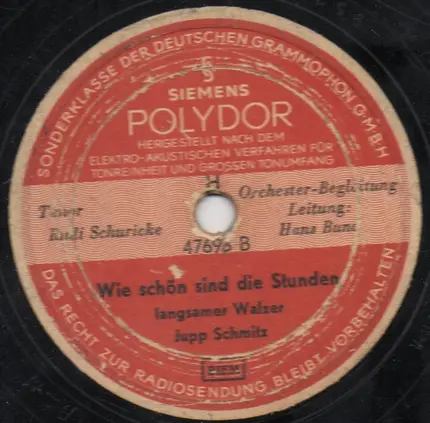 SONDERKLASSE DER DEUTSCHEN GRAMMOPHON G·M·B·H
SIEMENS
POLYDOR
HERGESTELLT NACH DEM
ELEKTRO-AKUSTISCHEN VERFAHREN FÜR
TONREINHEIT UND GROSSEN TONUMFANG
H
Tenor
Rudi Schuricke
Orchester-Begleitung
Leitung:
Hans Bund
47696 B
Wie schön sind die Stunden
langsamer Walzer
Jupp Schmitz
DAS RECHT ZUR RADIOSENDUNG BLEIBT VORBEHALTEN